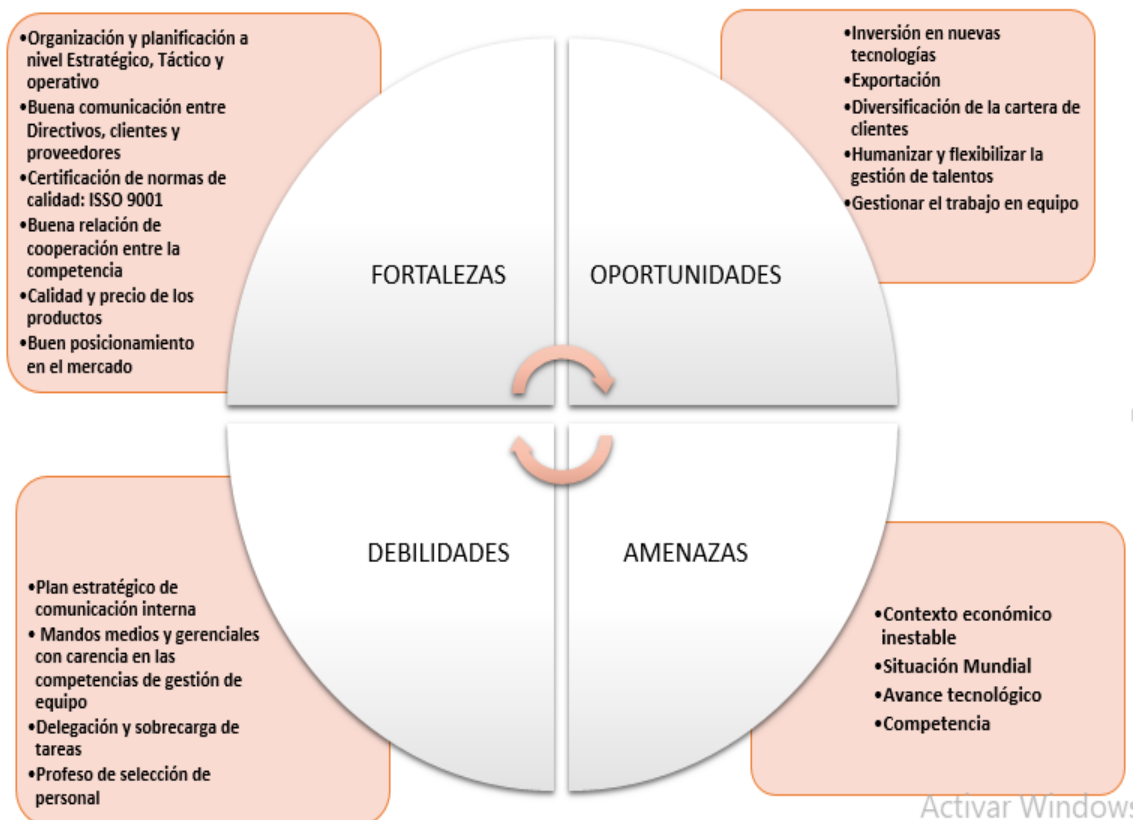 •Organización y planificación a
nivel Estratégico, Táctico y
operativo
•Buena comunicación entre
Directivos, clientes y
proveedores
•Certificación de normas de
calidad: ISSO 9001
•Buena relación de
cooperación entre la
competencia
•Calidad y precio de los
productos
•Buen posicionamiento
en el mercado
•Inversión en nuevas
tecnologías
•Exportación
•Diversificación de la cartera de
clientes
•Humanizar y flexibilizar la
gestión de talentos
•Gestionar el trabajo en equipo
FORTALEZAS
OPORTUNIDADES
DEBILIDADES
AMENAZAS
•Plan estratégico de
comunicación interna
• Mandos medios y gerenciales
con carencia en las
competencias de gestión de
equipo
•Delegación y sobrecarga de
tareas
•Profeso de selección de
personal
•Contexto económico
inestable
•Situación Mundial
•Avance tecnológico
•Competencia
Activar Windows